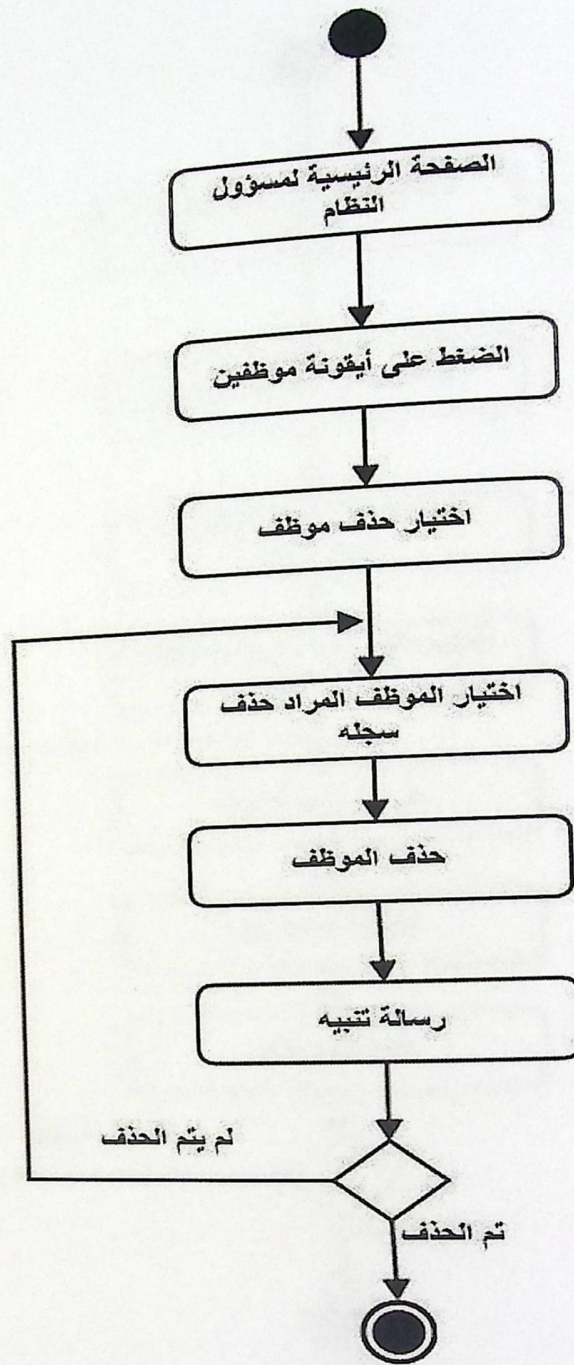 الصفحة الرئيسية لمسؤول
النظام
الضغط على أيقونة موظفين
اختيار حذف موظف
اختيار الموظف المراد حذف
سجله
حذف الموظف
رسالة تنبيه
لم يتم الحذف
تم الحذف